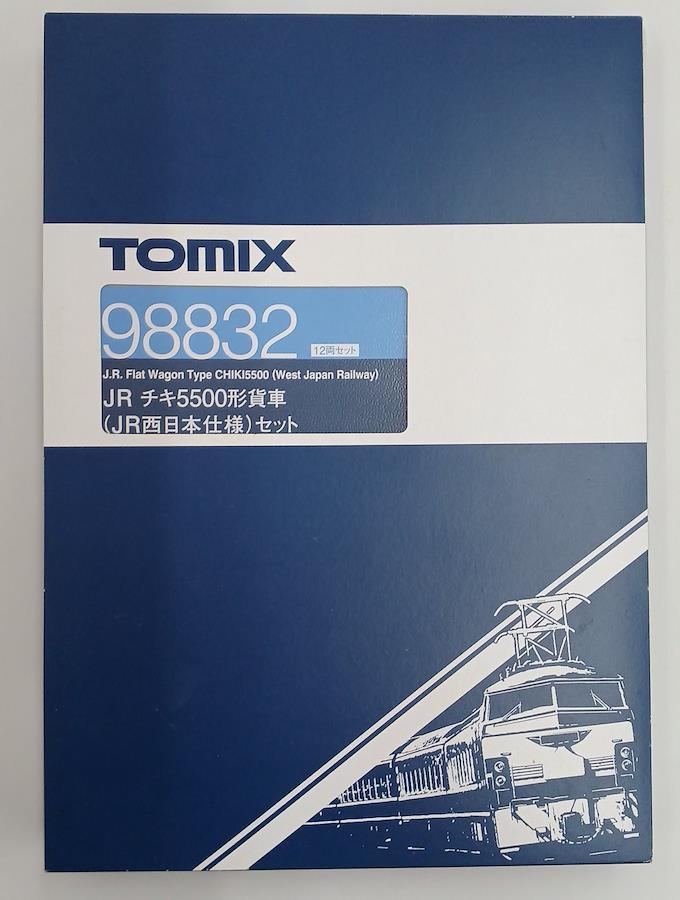 TOMIX
98832 12両セット
J.R. Flat Wagon Type CHIKI5500 (West Japan Railway)
JR チキ5500形貨車
(JR西日本仕様)セット